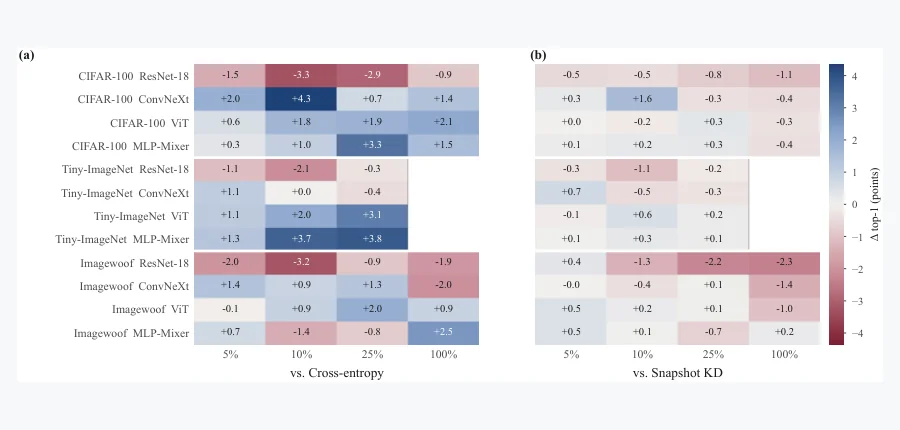 (a)
CIFAR-100 ResNet-18 -1.5 -3.3 -2.9 -0.9
CIFAR-100 ConvNeXt +2.0 +4.3 +0.7 +1.4
CIFAR-100 ViT +0.6 +1.8 +1.9 +2.1
CIFAR-100 MLP-Mixer +0.3 +1.0 +3.3 +1.5
Tiny-ImageNet ResNet-18 -1.1 -2.1 -0.3
Tiny-ImageNet ConvNeXt +1.1 +0.0 -0.4
Tiny-ImageNet ViT +1.1 +2.0 +3.1
Tiny-ImageNet MLP-Mixer +1.3 +3.7 +3.8
Imagewoof ResNet-18 -2.0 -3.2 -0.9 -1.9
Imagewoof ConvNeXt +1.4 +0.9 +1.3 -2.0
Imagewoof ViT -0.1 +0.9 +2.0 +0.9
Imagewoof MLP-Mixer +0.7 -1.4 -0.8 +2.5
5% 10% 25% 100%
vs. Cross-entropy
(b)
-0.5 -0.5 -0.8 -1.1
+0.3 +1.6 -0.3 -0.4
+0.0 -0.2 +0.3 -0.3
+0.1 +0.2 +0.3 -0.4
-0.3 -1.1 -0.2
+0.7 -0.5 -0.3
-0.1 +0.6 +0.2
+0.1 +0.3 +0.1
+0.4 -1.3 -2.2 -2.3
-0.0 -0.4 +0.1 -1.4
+0.5 +0.2 +0.1 -1.0
+0.5 +0.1 -0.7 +0.2
5% 10% 25% 100%
vs. Snapshot KD
4
3
2
1
0
−1
−2
−3
−4
Δ top-1 (points)